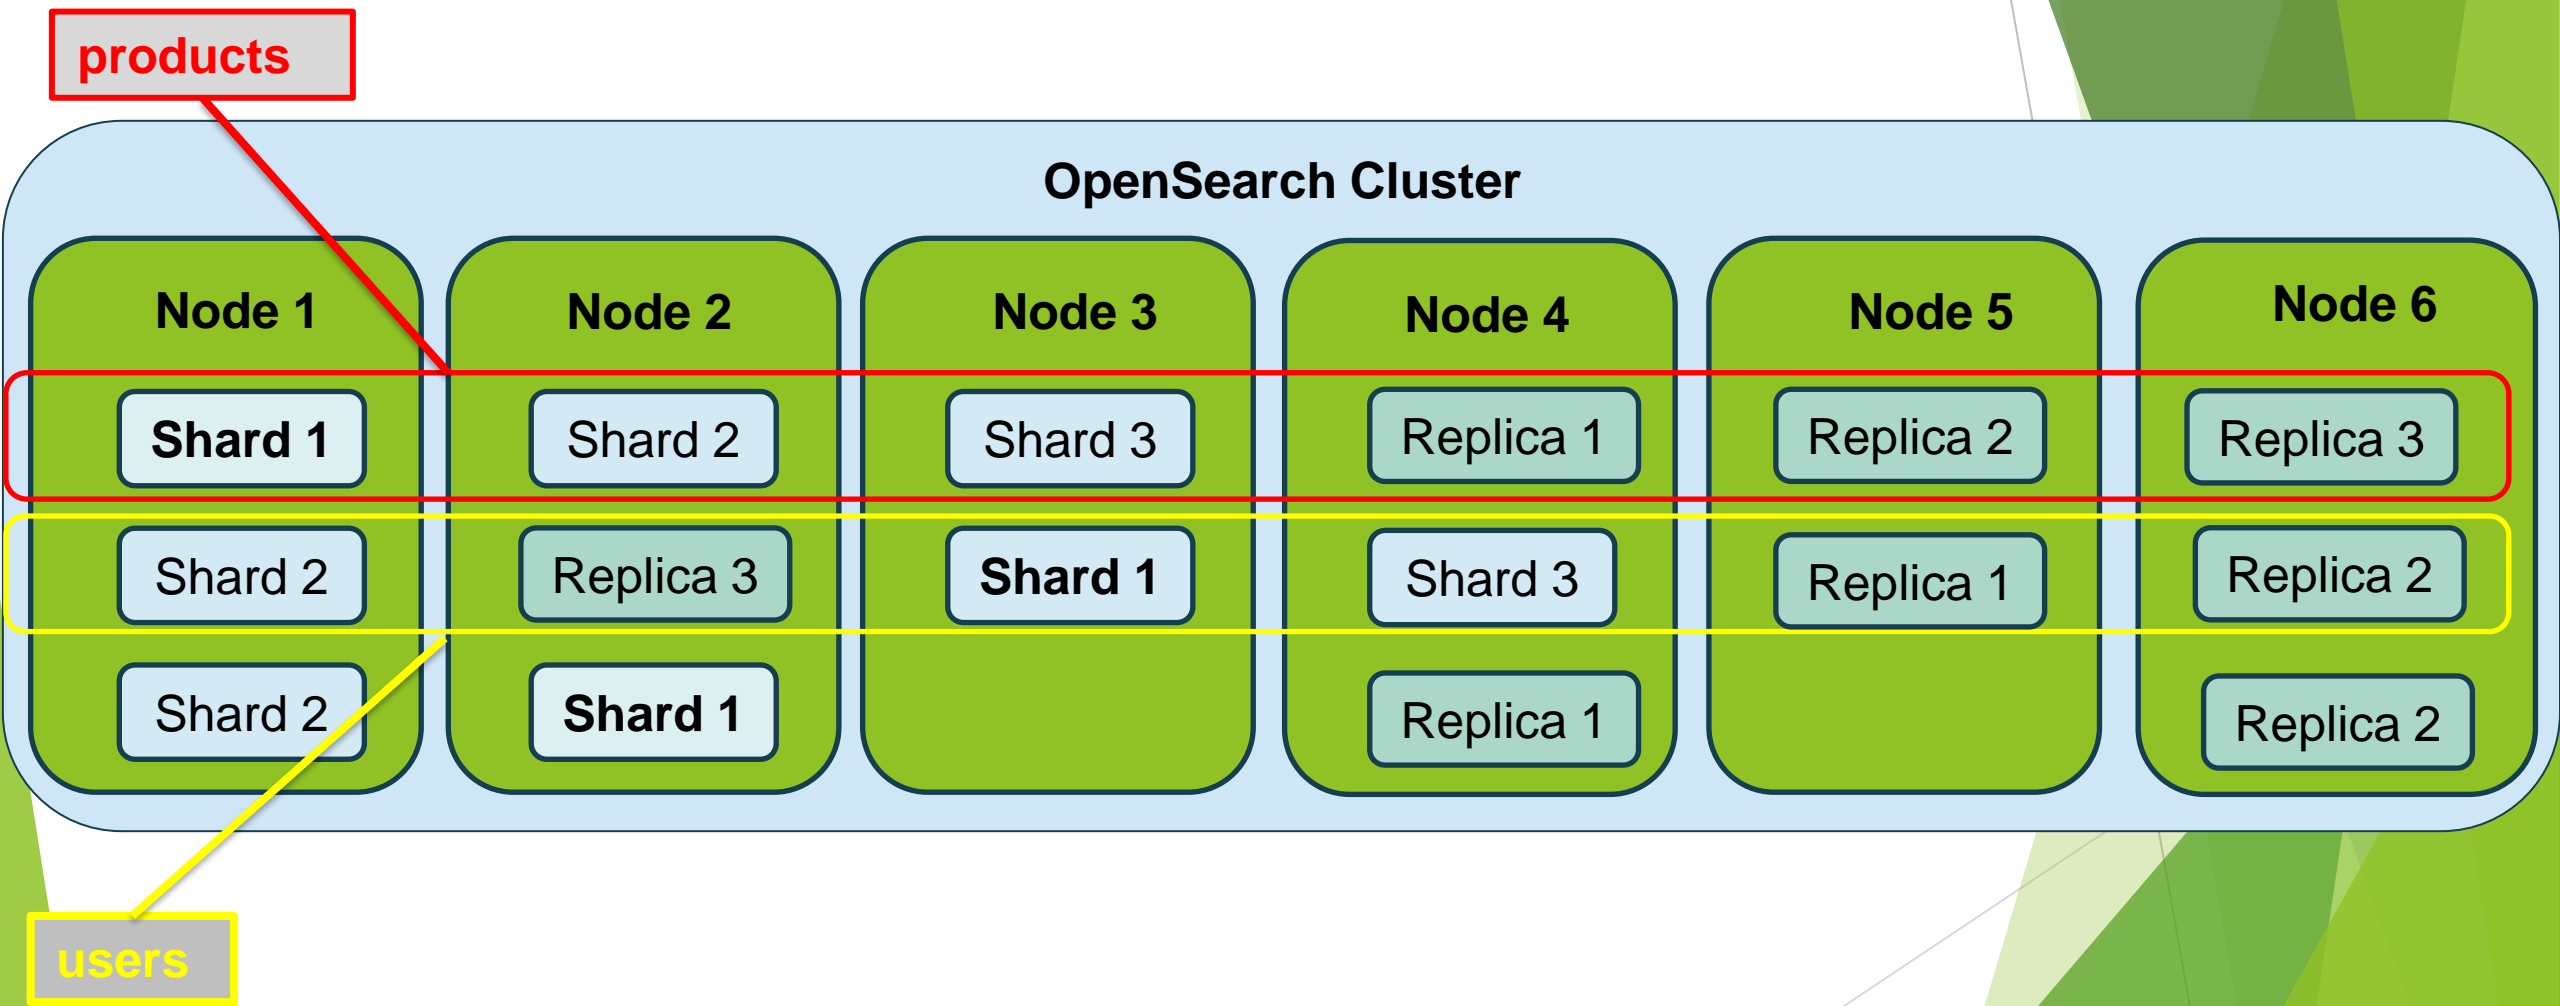 products
OpenSearch Cluster
Node 1
Node 2
Node 3
Node 4
Node 5
Node 6
Shard 1
Shard 2
Shard 3
Replica 1
Replica 2
Replica 3
Shard 2
Replica 3
Shard 1
Shard 3
Replica 1
Replica 2
Shard 2
Shard 1
Replica 1
Replica 2
users